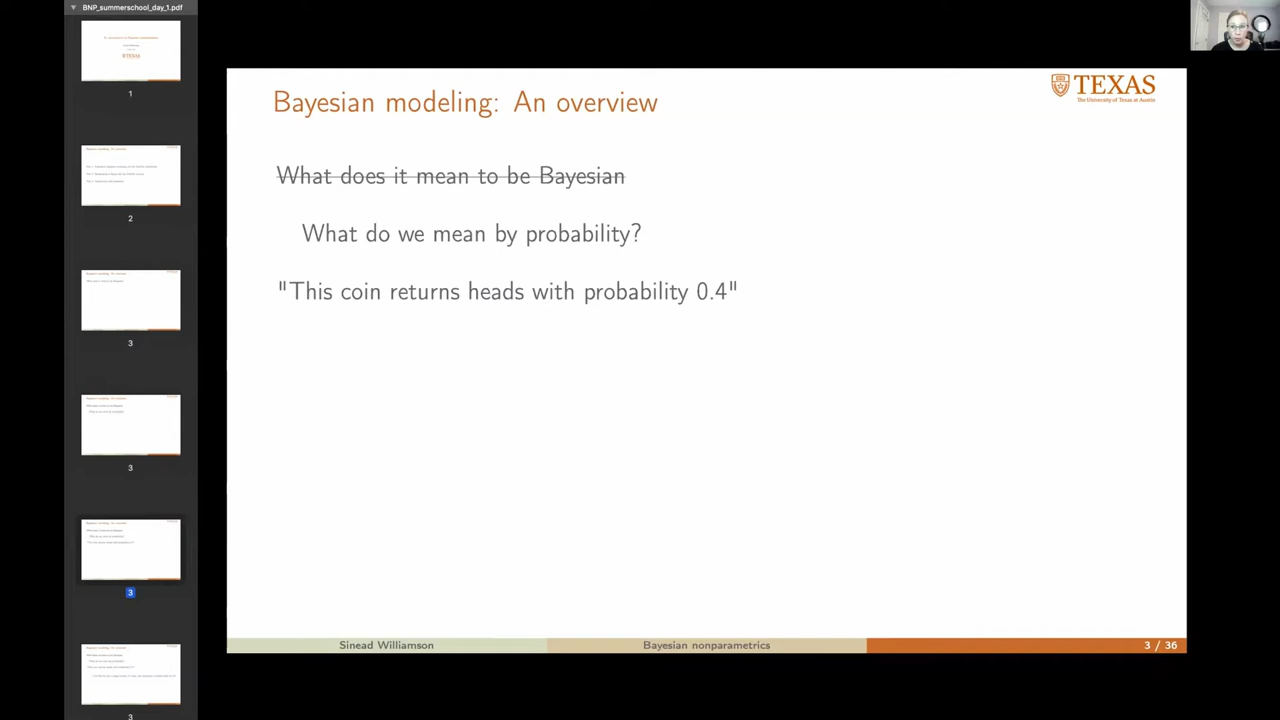 BNP_summerschool_day_1.pdf
TEXAS
1
2
3
3
3
3
TEXAS
The University of Texas at Austin
Bayesian modeling: An overview
What does it mean to be Bayesian
What do we mean by probability?
"This coin returns heads with probability 0.4"
Sinead Williamson
Bayesian nonparametrics
3 / 36